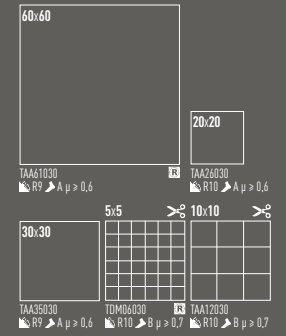 60x60
20x20
TAA61030 R
R9 A µ ⩾ 0,6
TAA26030
R10 A µ ⩾ 0,6
30x30
5x5
10x10
TAA35030
R9 A µ ⩾ 0,6
TDM06030 R
R10 B µ ⩾ 0,7
TAA12030
R10 B µ ⩾ 0,7